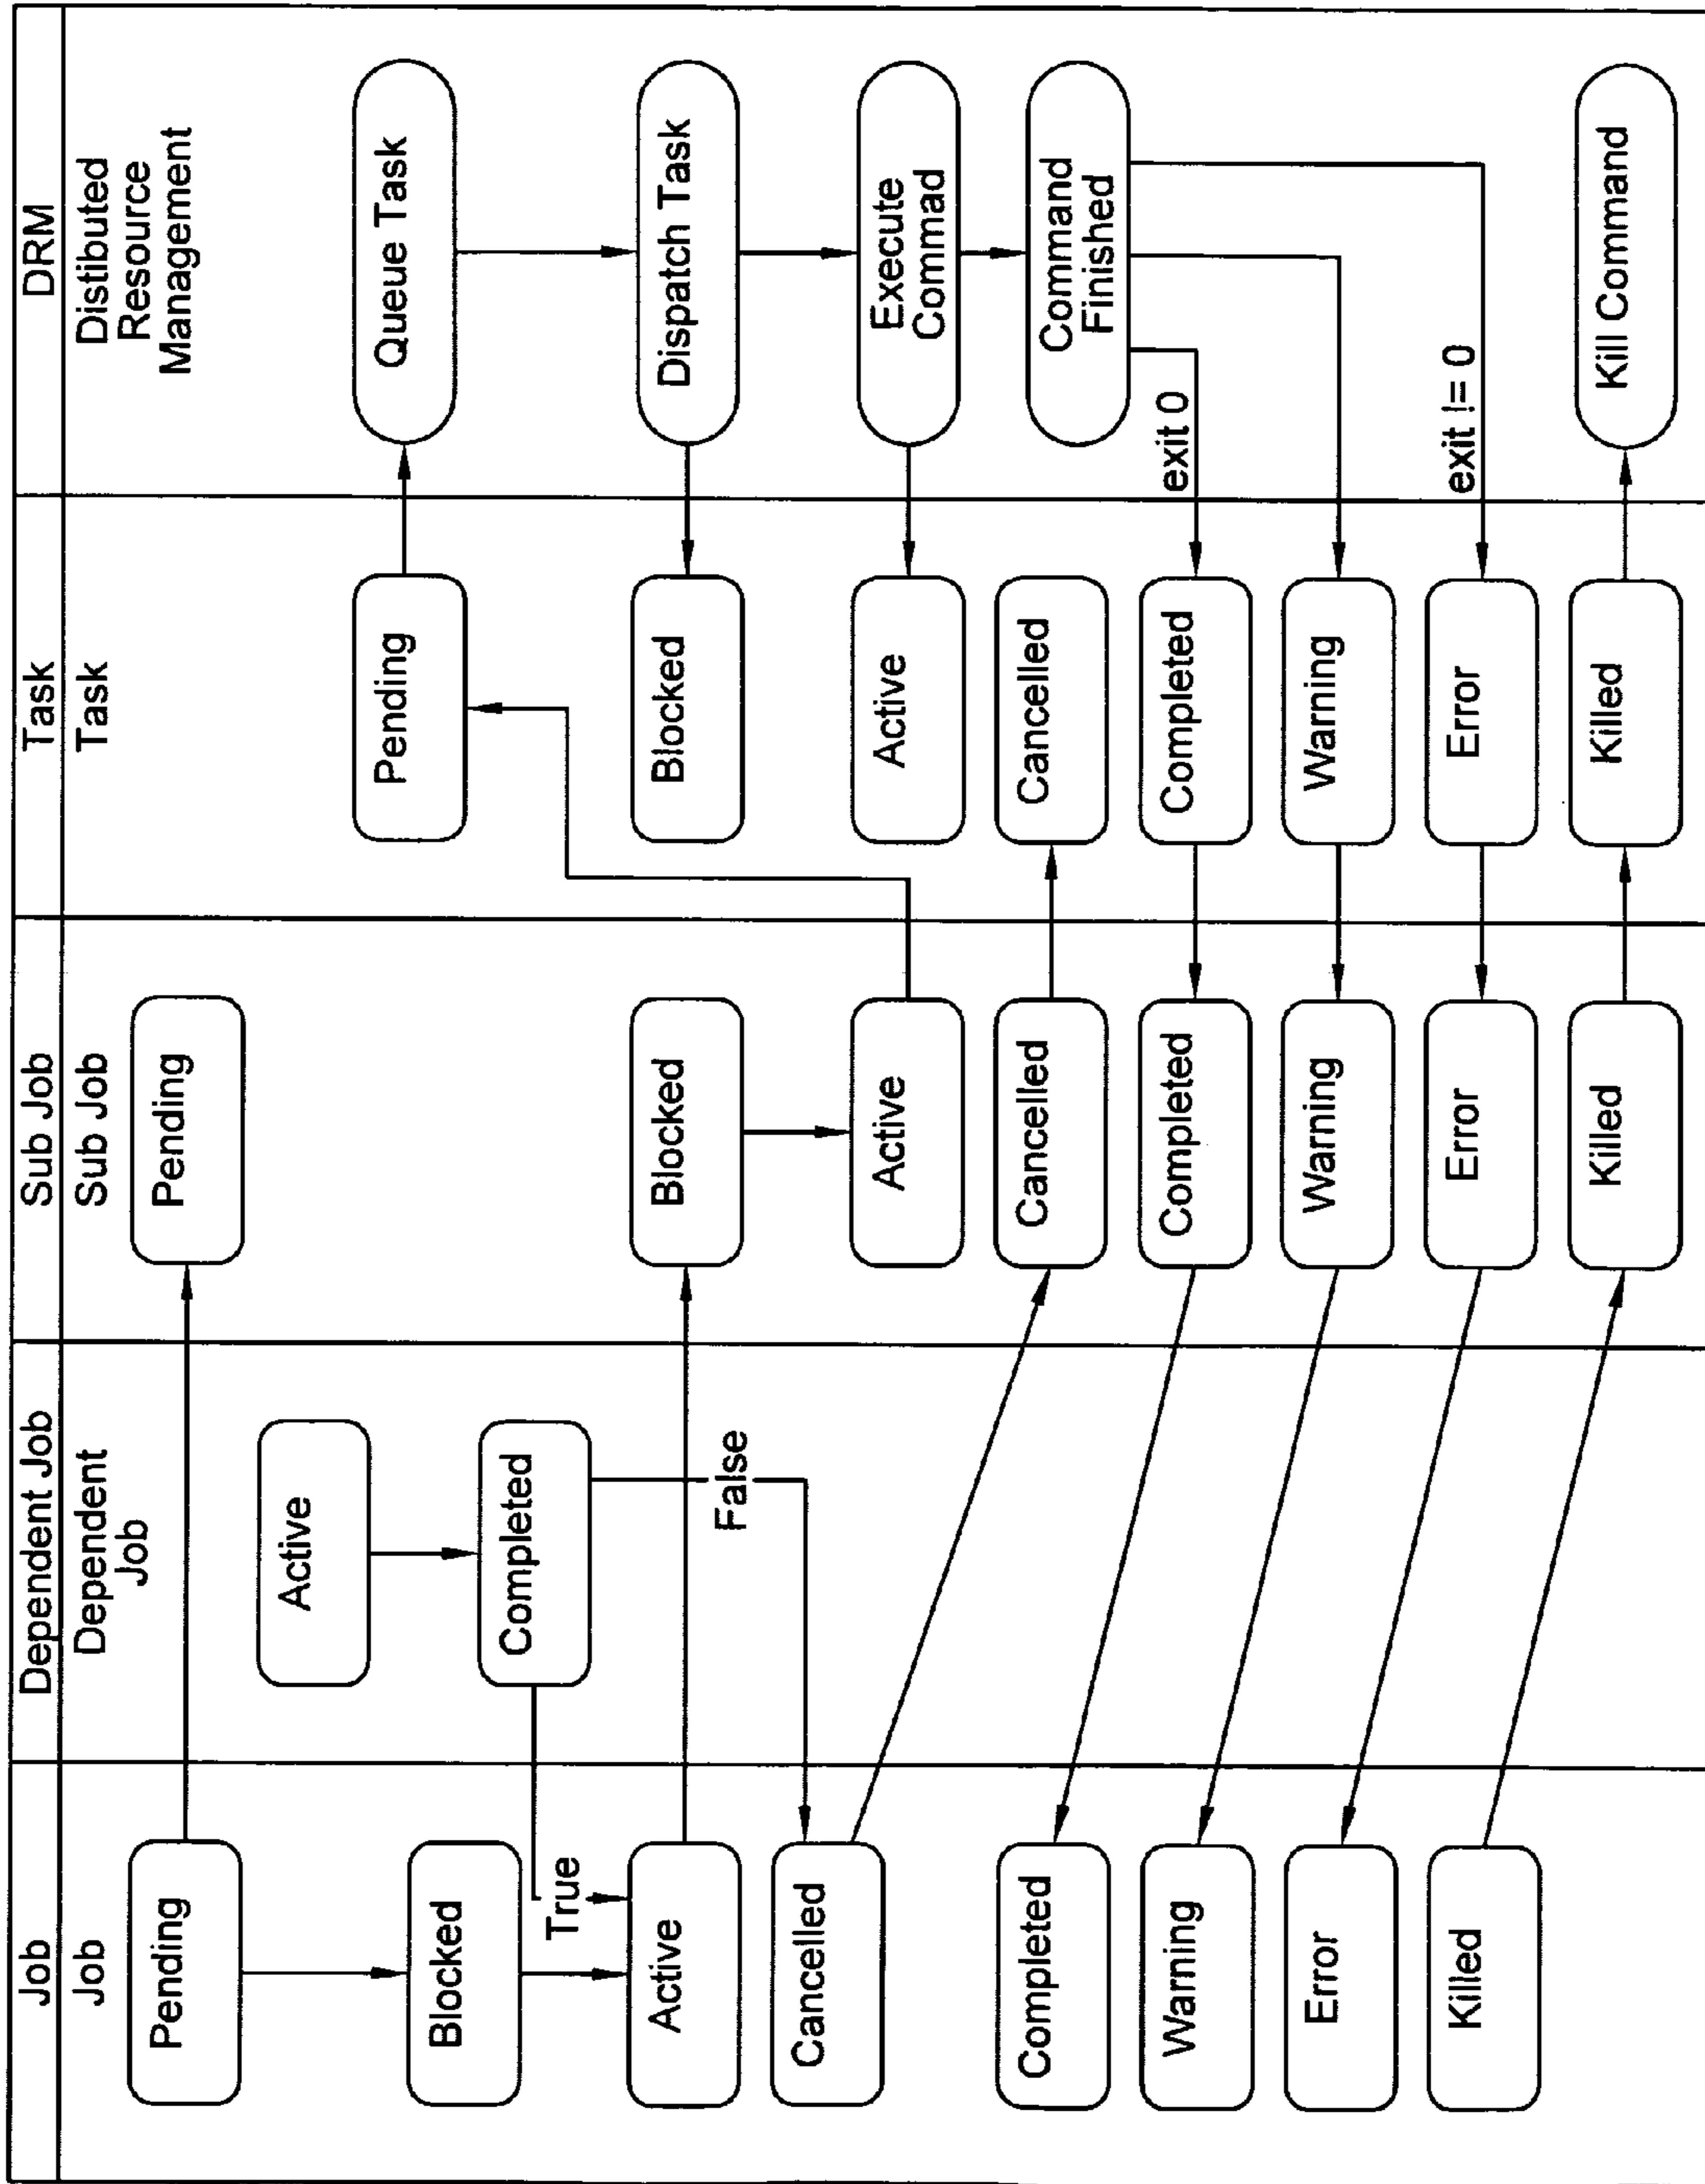 Job
Dependent Job
Sub Job
Task
DRM
Job
Dependent
Job
Sub Job
Task
Distibuted
Resource
Management
Pending
Pending
Active
Blocked
Completed
Pending
Queue Task
True
Active
False
Blocked
Blocked
Dispatch Task
Cancelled
Active
Active
Execute
Commad
Completed
Cancelled
Cancelled
Command
Finished
Warning
Completed
Completed
exit 0
Error
Warning
Warning
Killed
Error
Error
exit != 0
Killed
Killed
Kill Command